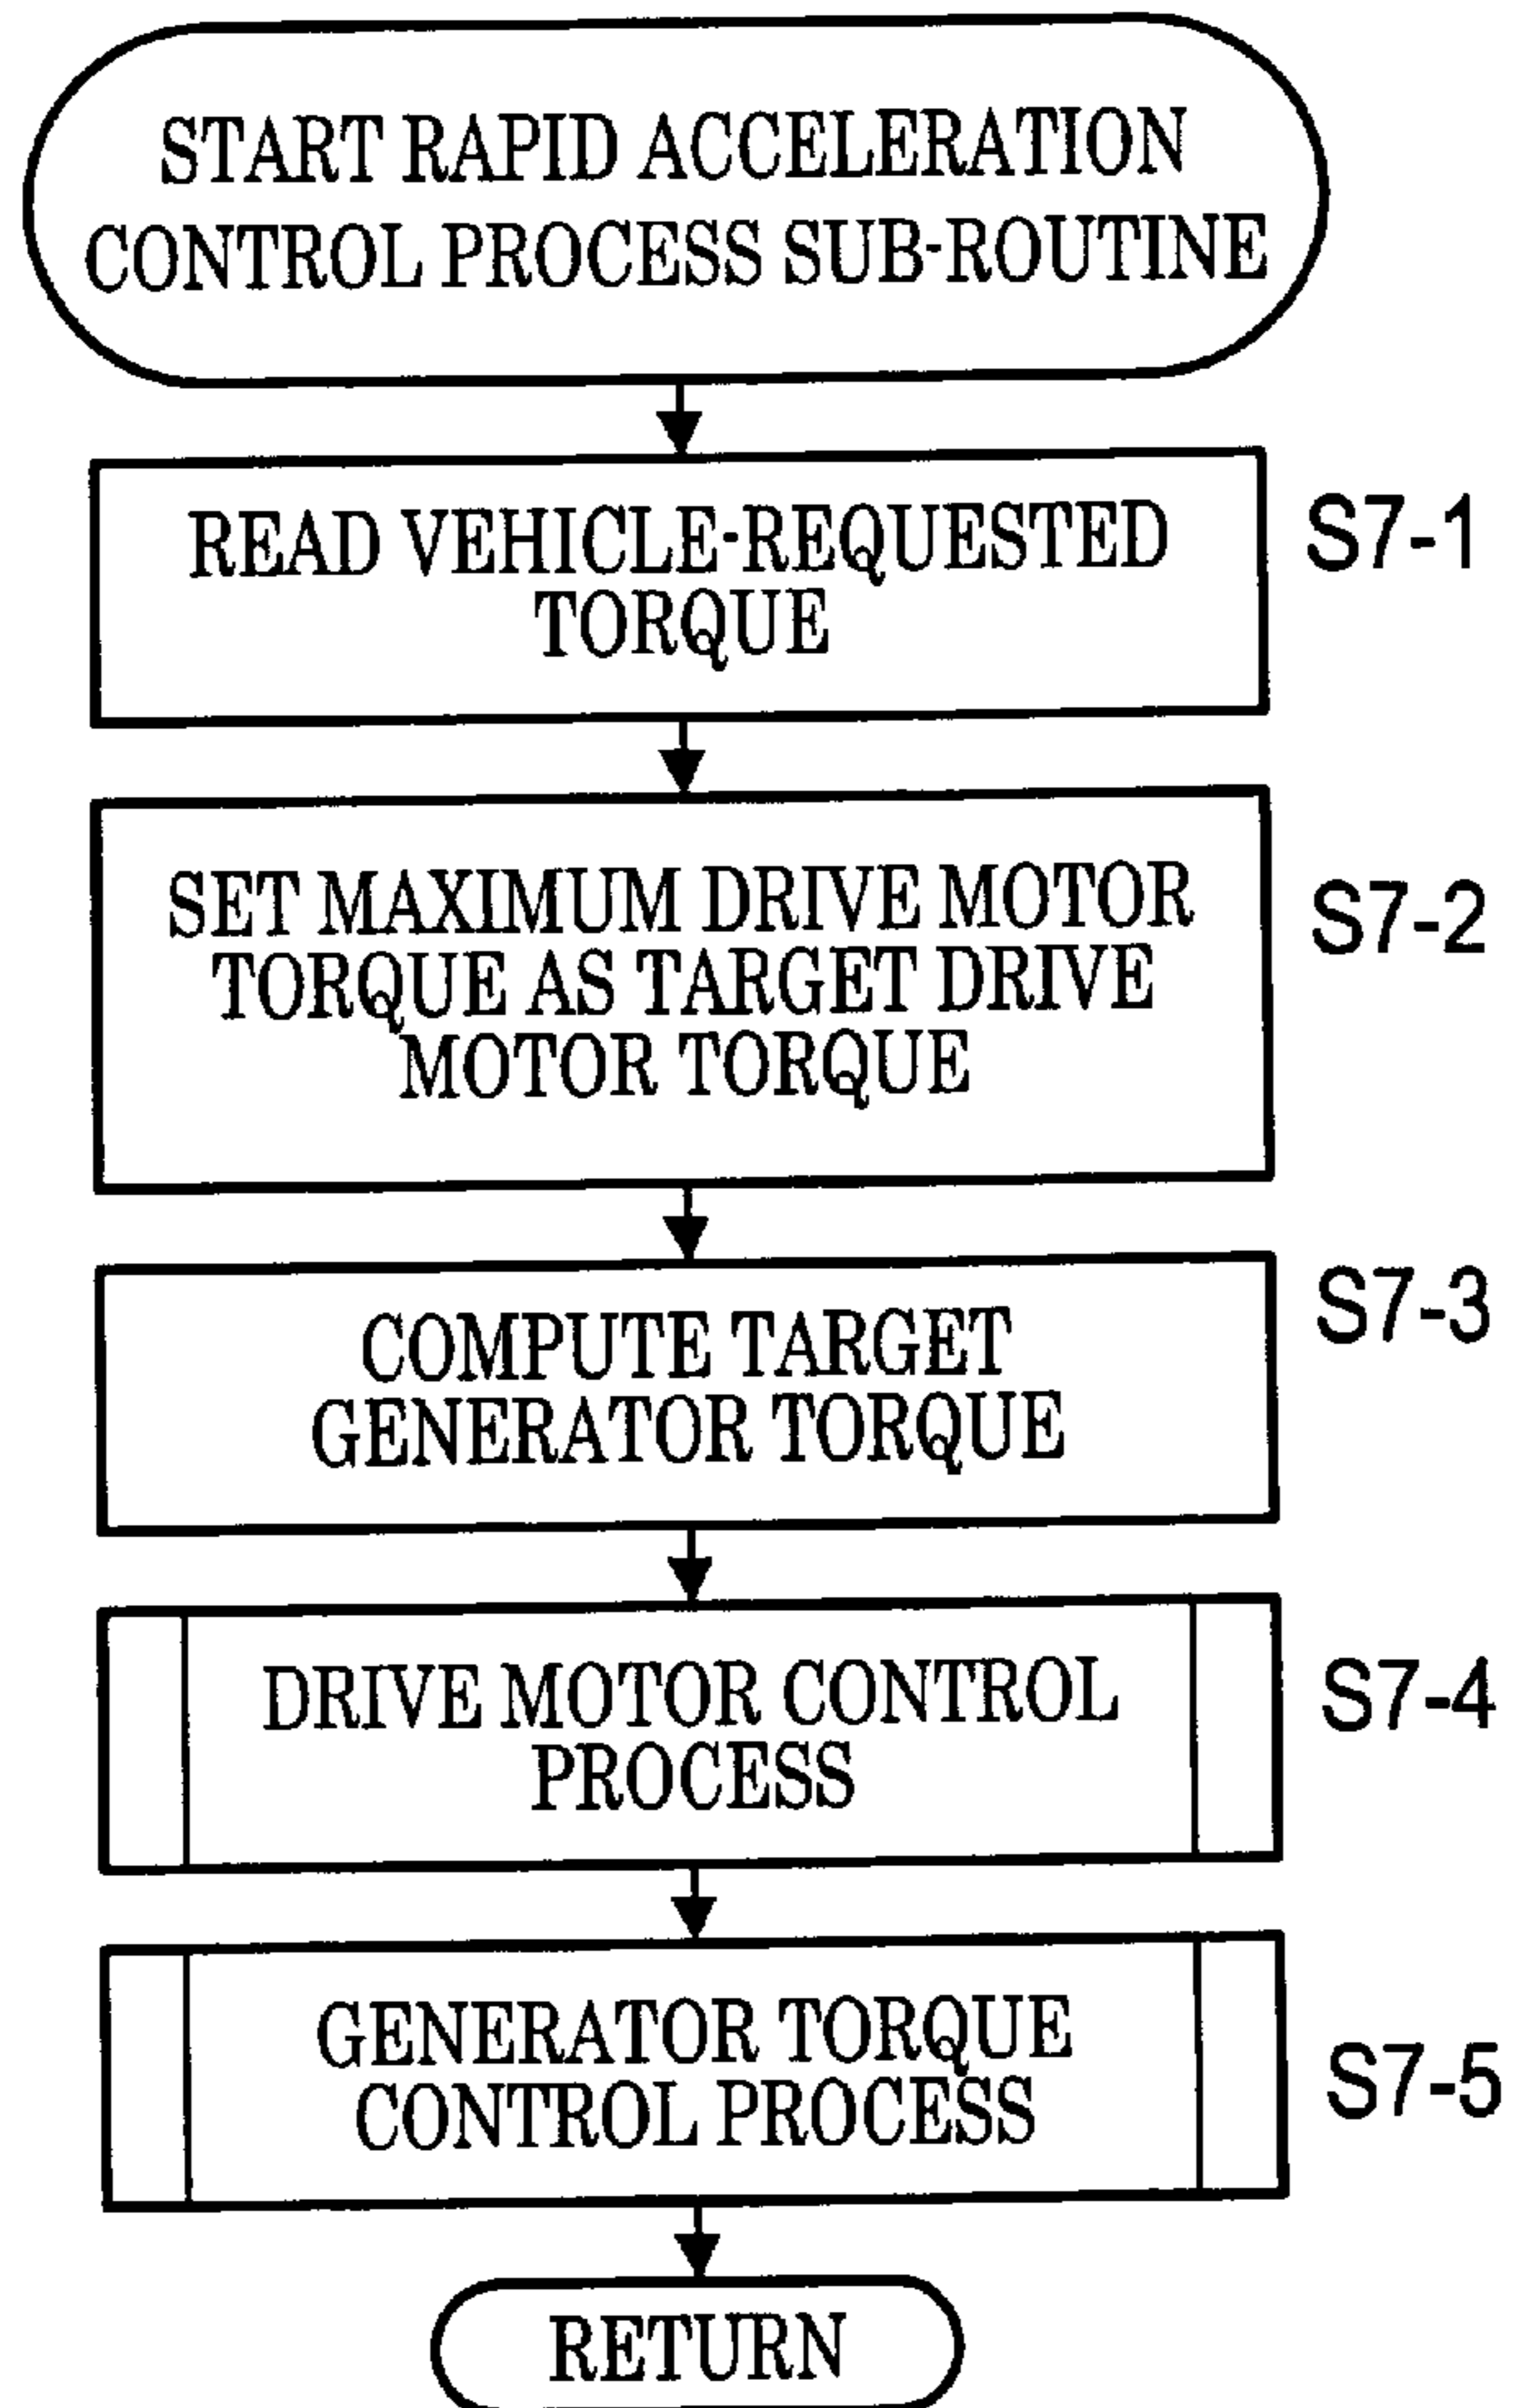 START RAPID ACCELERATION
CONTROL PROCESS SUB-ROUTINE
READ VEHICLE-REQUESTED
TORQUE
S7-1
SET MAXIMUM DRIVE MOTOR
TORQUE AS TARGET DRIVE
MOTOR TORQUE
S7-2
COMPUTE TARGET
GENERATOR TORQUE
S7-3
DRIVE MOTOR CONTROL
PROCESS
S7-4
GENERATOR TORQUE
CONTROL PROCESS
S7-5
RETURN